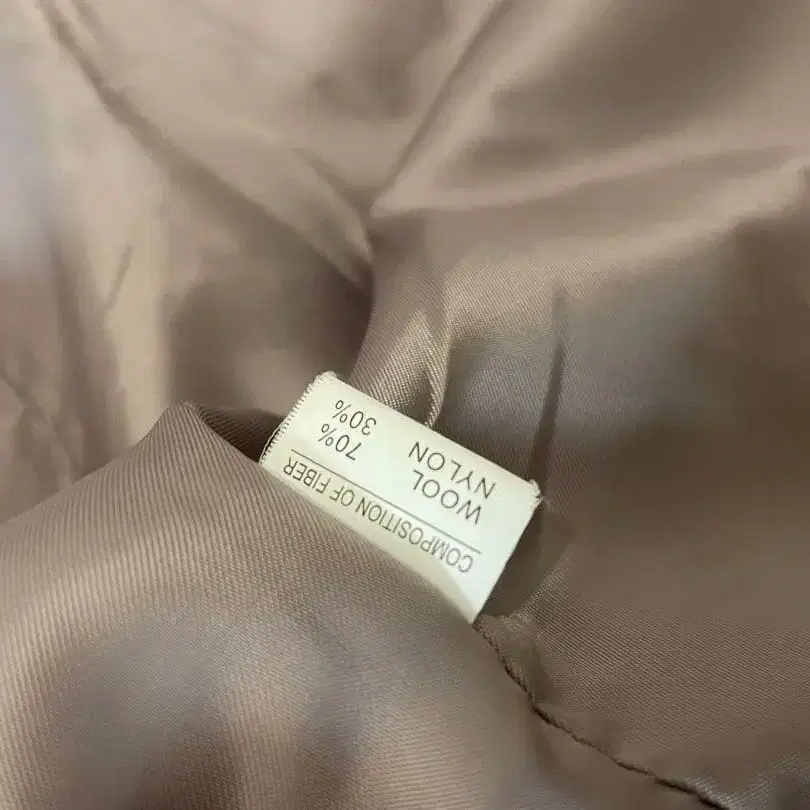 COMPOSITION OF FIBER
WOOL 70%
NYLON 30%